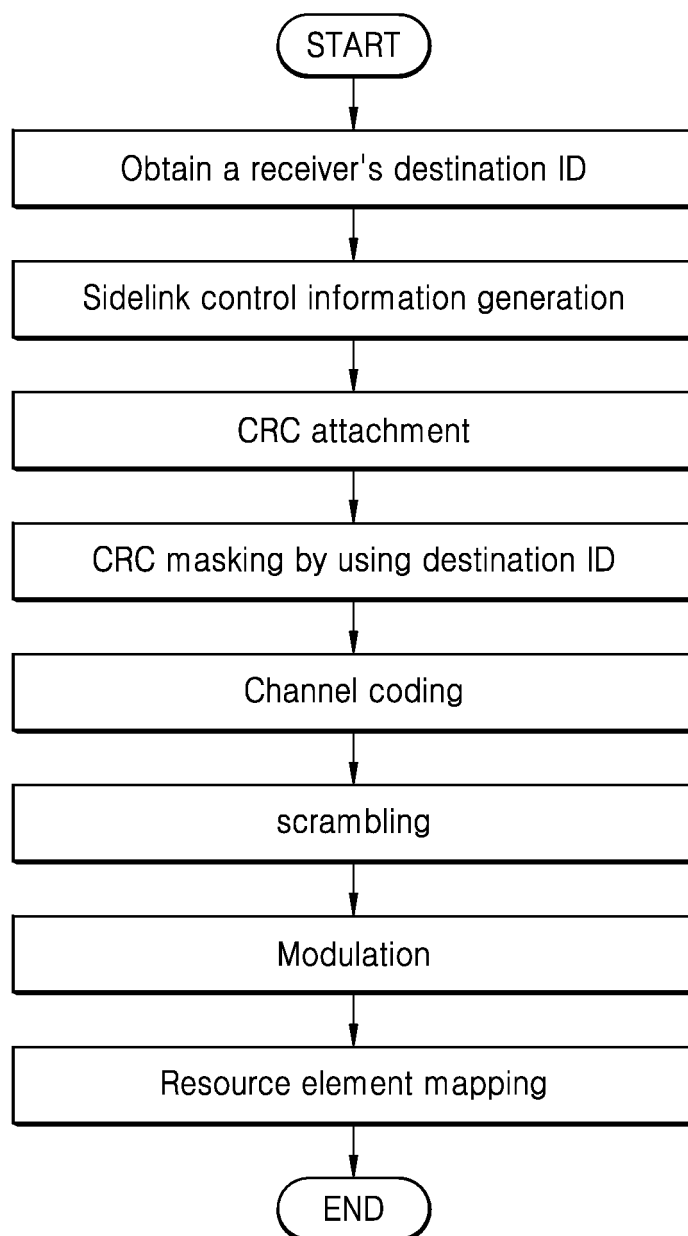 START
Obtain a receiver's destination ID
Sidelink control information generation
CRC attachment
CRC masking by using destination ID
Channel coding
scrambling
Modulation
Resource element mapping
END